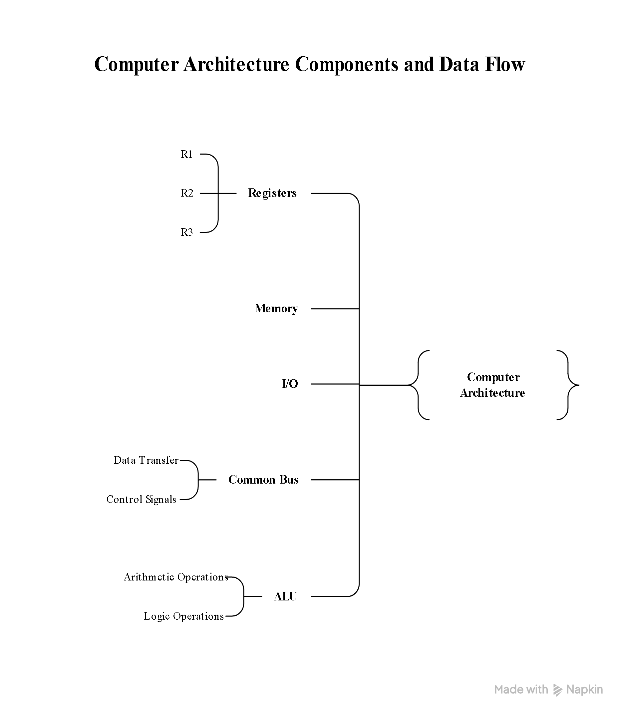 Computer Architecture Components and Data Flow
R1
R2
R3
Registers
Memory
I/O
Computer
Architecture
Data Transfer
Control Signals
Common Bus
Arithmetic Operations
Logic Operations
ALU
Made with Napkin